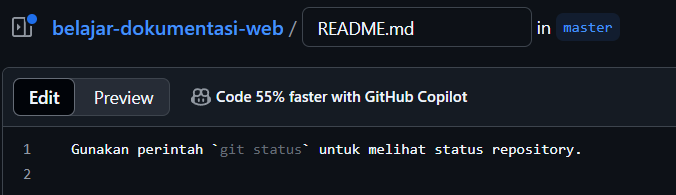 belajar-dokumentasi-web / README.md in master
Edit Preview Code 55% faster with GitHub Copilot
1 Gunakan perintah `git status` untuk melihat status repository.
2